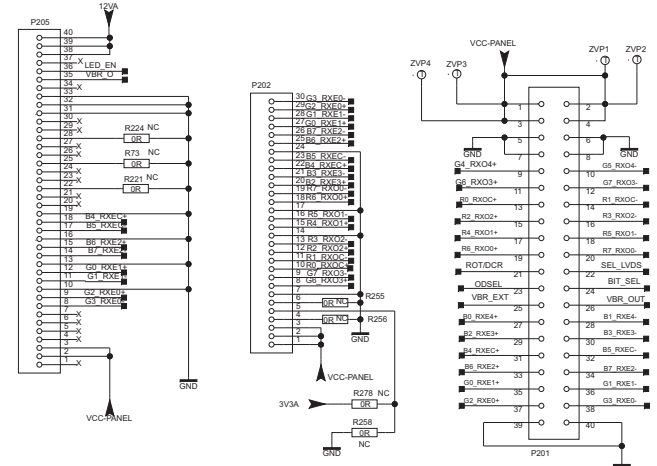 12VA
P205
40
39
38
37 X
36 LED_EN
35 VBR_O
34 X
33
32
31
30 X
29 X
28 X
27 R224 NC 0R
26 X
25 X
24 R73 NC 0R
23 X
22 X
21 X R221 NC 0R
20 X
19
18 B4_RXEC+
17 B5_RXEC-
16
15 B6_RXE2+
14 B7_RXE2-
13
12 G0_RXE1+
11 G1_RXE1-
10
9 G2_RXE0+
8 G3_RXE0-
7 X
6 X
5 X
4 X
3
2
1 X
VCC-PANEL
GND
P202
30 G3_RXE0-
29 G2_RXE0+
28 G1_RXE1-
27 G0_RXE1+
26 B7_RXE2-
25 B6_RXE2+
24
23 B5_RXEC-
22 B4_RXEC+
21 B3_RXE3-
20 B2_RXE3+
19 R7_RXO0-
18 R6_RXO0+
17
16 R5_RXO1-
15 R4_RXO1+
14
13 R3_RXO2-
12 R2_RXO2+
11 R1_RXOC-
10 R0_RXOC+
9 G7_RXO3-
8 G6_RXO3+
7
6 0R NC R255
5
4 0R NC R256
3
2
1
GND
VCC-PANEL
3V3A
R278 NC
0R
R258
0R
NC
GND
VCC-PANEL
ZVP4
ZVP3
ZVP1
ZVP2
1 2
3 4
5 6
GND GND
7 8
G4_RXO4+ 9 10 G5_RXO4-
G6_RXO3+ 11 12 G7_RXO3-
R0_RXOC+ 13 14 R1_RXOC-
R2_RXO2+ 15 16 R3_RXO2-
R4_RXO1+ 17 18 R5_RXO1-
R6_RXO0+ 19 20 R7_RXO0-
ROT/DCR 21 22 SEL_LVDS
ODSEL 23 24 BIT_SEL
VBR_EXT 25 26 VBR_OUT
B0_RXE4+ 27 28 B1_RXE4-
B2_RXE3+ 29 30 B3_RXE3-
B4_RXEC+ 31 32 B5_RXEC-
B6_RXE2+ 33 34 B7_RXE2-
G0_RXE1+ 35 36 G1_RXE1-
G2_RXE0+ 37 38 G3_RXE0-
39 40
P201